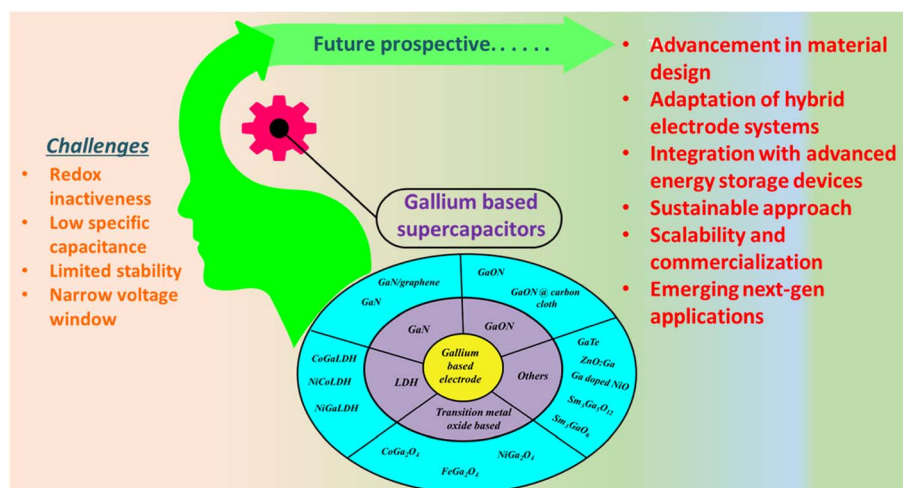 Future prospective. . . . . .
Challenges
• Redox
inactiveness
• Low specific
capacitance
• Limited stability
• Narrow voltage
window
Gallium based
supercapacitors
• Advancement in material
design
• Adaptation of hybrid
electrode systems
• Integration with advanced
energy storage devices
• Sustainable approach
• Scalability and
commercialization
• Emerging next-gen
applications
GaN/graphene
GaN
GaON
GaON @ carbon
cloth
GaN
GaON
Gallium
based
electrode
LDH
Others
Transition metal
oxide based
CoGaLDH
NiCoLDH
NiGaLDH
GaTe
ZnO:Ga
Ga doped NiO
Sm₃Ga₅O₁₂
Sm₃GaO₆
CoGa₂O₄
FeGa₂O₄
NiGa₂O₄